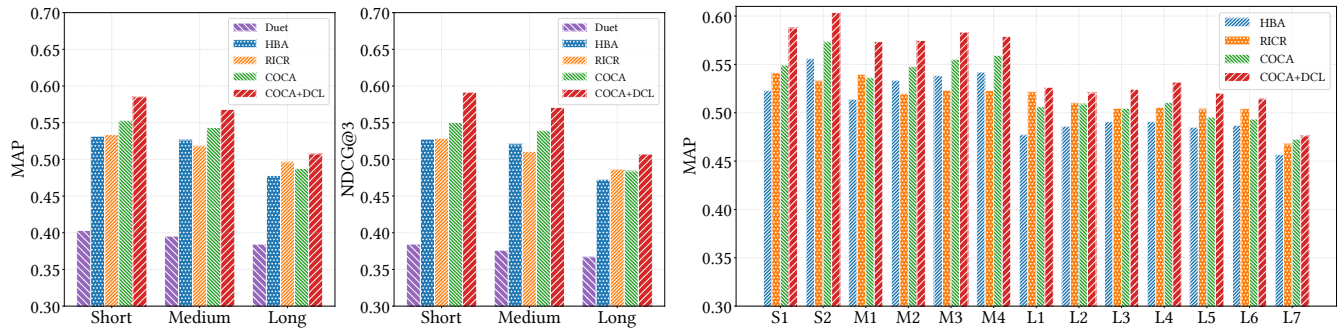 0.70
0.65
0.60
0.55
0.50
0.45
0.40
0.35
0.30
MAP
Short Medium Long
Duet
HBA
RICR
COCA
COCA+DCL
0.70
0.65
0.60
0.55
0.50
0.45
0.40
0.35
0.30
NDCG@3
Short Medium Long
Duet
HBA
RICR
COCA
COCA+DCL
0.60
0.55
0.50
0.45
0.40
0.35
0.30
MAP
S1 S2 M1 M2 M3 M4 L1 L2 L3 L4 L5 L6 L7
HBA
RICR
COCA
COCA+DCL